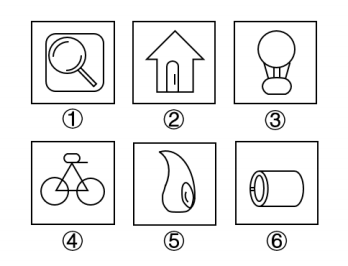 ① ② ③
④ ⑤ ⑥